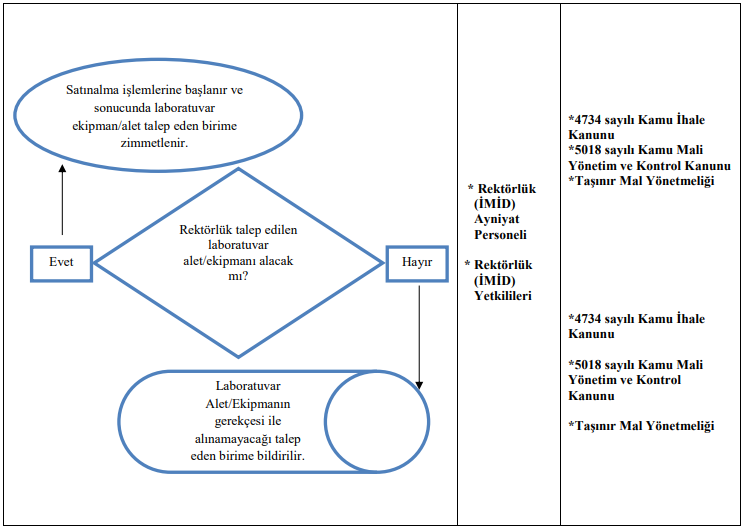 Satınalma işlemlerine başlanır ve
sonucunda laboratuvar
ekipman/alet talep eden birime
zimmetlenir.
Rektörlük talep edilen
laboratuvar
alet/ekipmanı alacak
mı?
Evet
Hayır
Laboratuvar
Alet/Ekipmanın
gerekçesi ile
alınamayacağı talep
eden birime bildirilir.
* Rektörlük
(İMİD)
Ayniyat
Personeli
* Rektörlük
(İMİD)
Yetkilileri
*4734 sayılı Kamu İhale
Kanunu
*5018 sayılı Kamu Mali
Yönetim ve Kontrol Kanunu
*Taşınır Mal Yönetmeliği
*4734 sayılı Kamu İhale
Kanunu
*5018 sayılı Kamu Mali
Yönetim ve Kontrol
Kanunu
*Taşınır Mal Yönetmeliği